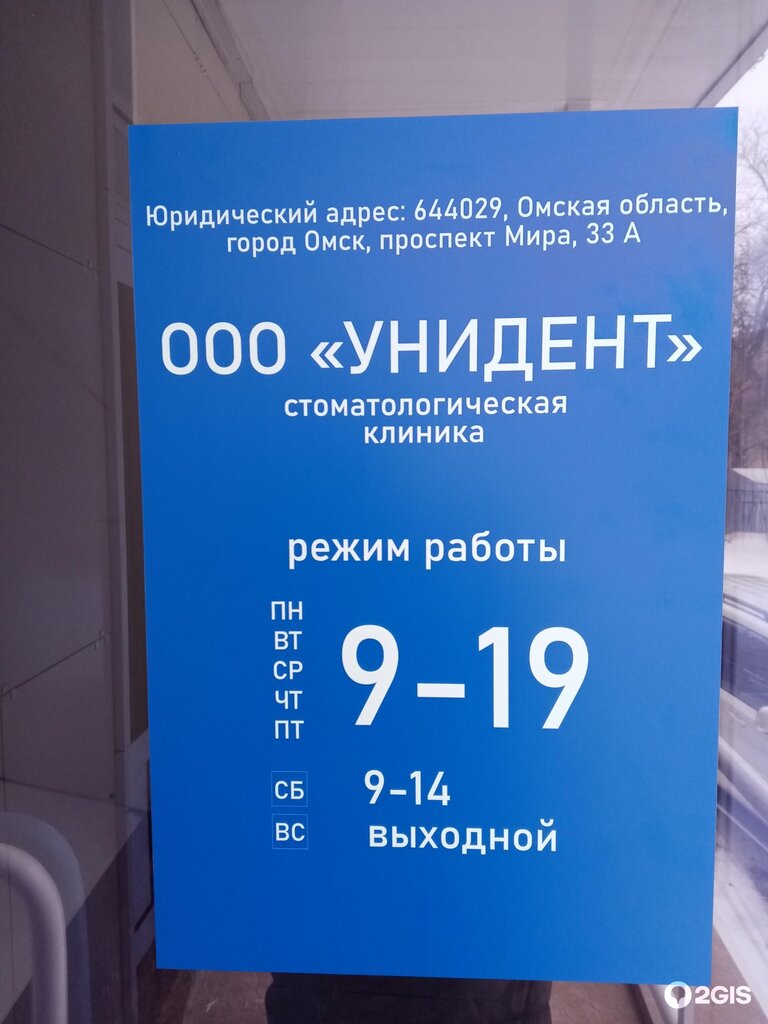 Юридический адрес: 644029, Омская область,
город Омск, проспект Мира, 33 А
ООО «УНИДЕНТ»
стоматологическая
клиника
режим работы
ПН
ВТ
СР
ЧТ
ПТ
9-19
СБ 9-14
ВС выходной
2GIS